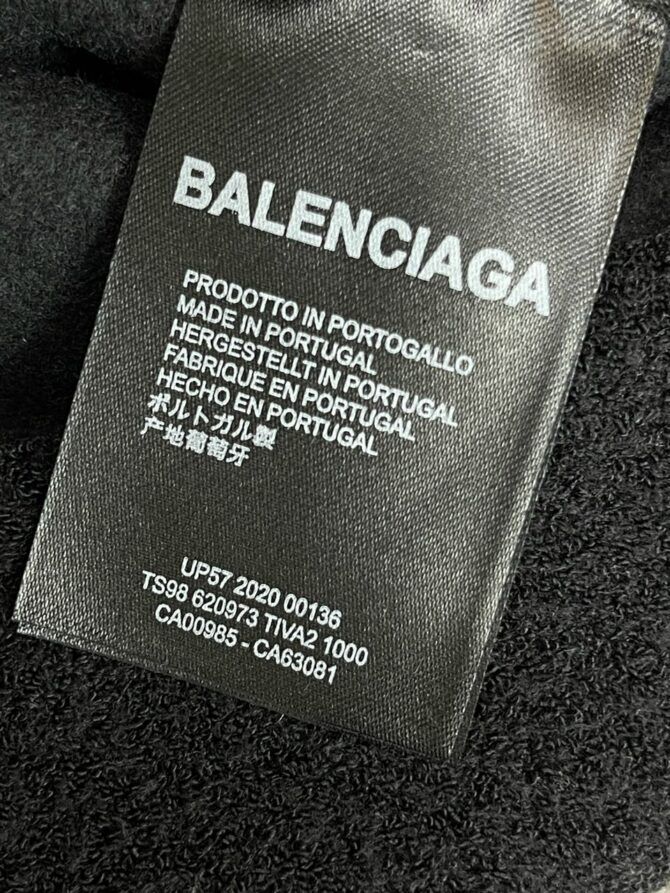 BALENCIAGA
PRODOTTO IN PORTOGALLO
MADE IN PORTUGAL
HERGESTELLT IN PORTUGAL
FABRIQUE EN PORTUGAL
HECHO EN PORTUGAL
ポルトガル製
产地葡萄牙
UP57 2020 00136
TS98 620973 TIVA2 1000
CA00985 - CA63081